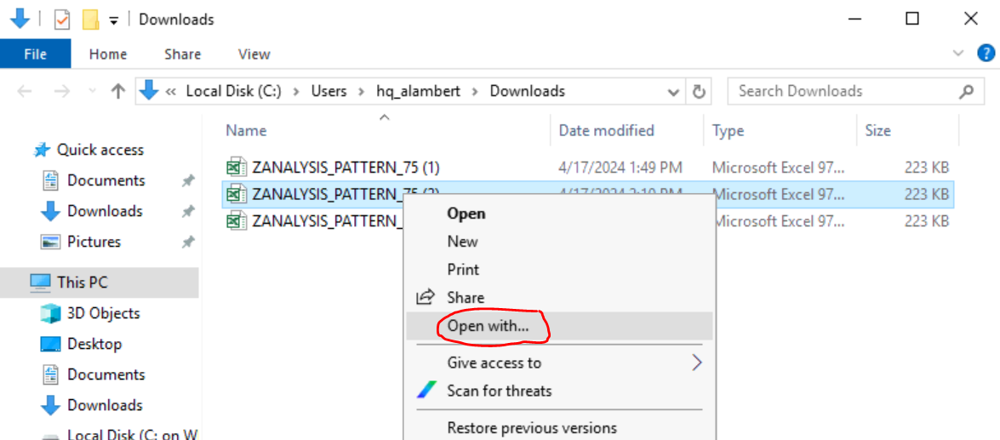 Downloads
File Home Share View
« Local Disk (C:) > Users > hq_alambert > Downloads Search Downloads
Name Date modified Type Size
Quick access
Documents
Downloads
Pictures
This PC
3D Objects
Desktop
Documents
Downloads
Local Disk (C: on W
ZANALYSIS_PATTERN_75 (1) 4/17/2024 1:49 PM Microsoft Excel 97... 223 KB
ZANALYSIS_PATTERN_75 (2) 4/17/2024 2:10 PM Microsoft Excel 97... 223 KB
ZANALYSIS_PATTERN_ Microsoft Excel 97... 223 KB
Open
New
Print
Share
Open with...
Give access to
Scan for threats
Restore previous versions